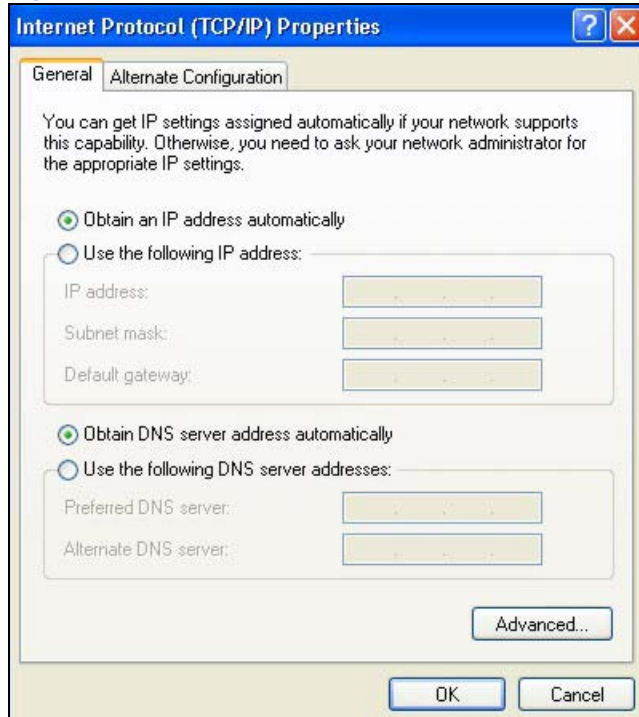 Internet Protocol (TCP/IP) Properties
General
Alternate Configuration
You can get IP settings assigned automatically if your network supports
this capability. Otherwise, you need to ask your network administrator for
the appropriate IP settings.
Obtain an IP address automatically
Use the following IP address:
IP address:
Subnet mask:
Default gateway:
Obtain DNS server address automatically
Use the following DNS server addresses:
Preferred DNS server:
Alternate DNS server:
Advanced...
OK
Cancel